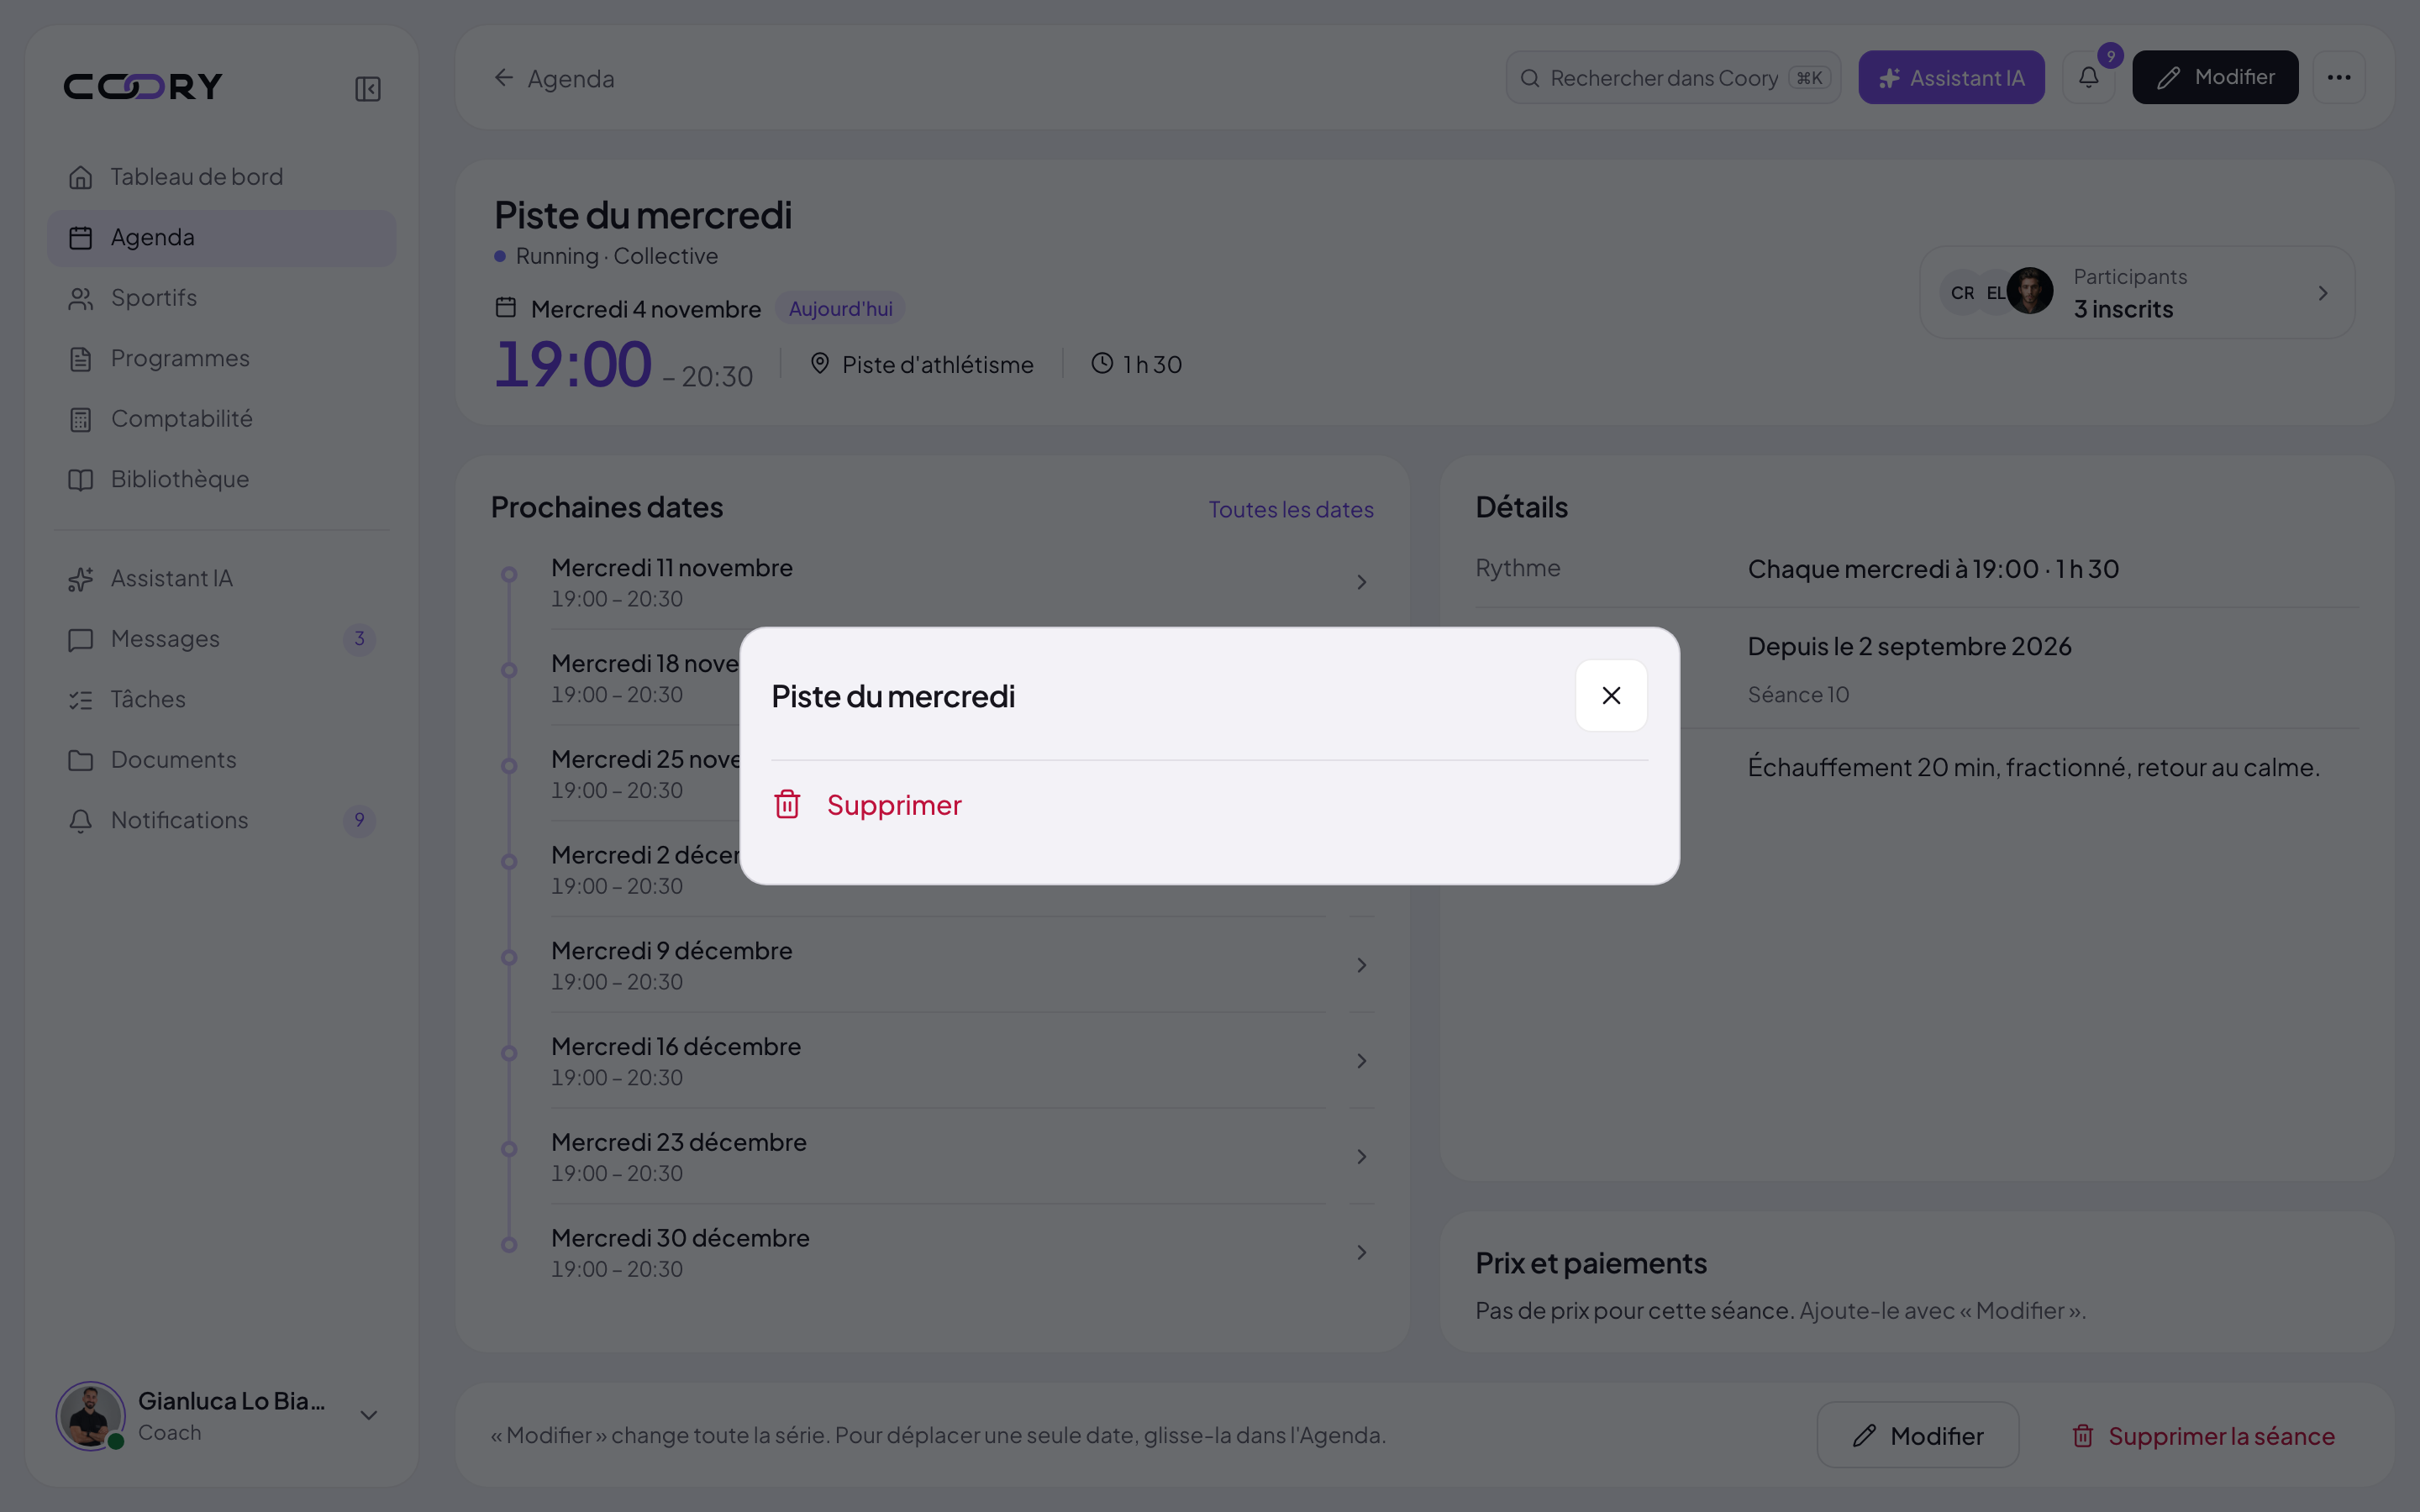 COORY
Tableau de bord
Agenda
Sportifs
Programmes
Comptabilité
Bibliothèque
Assistant IA
Messages 3
Tâches
Documents
Notifications 9
Gianluca Lo Bia...
Coach
Agenda
Rechercher dans Coory ⌘K
Assistant IA
9
Modifier
Piste du mercredi
Running · Collective
Mercredi 4 novembre Aujourd'hui
19:00 – 20:30
Piste d'athlétisme
1 h 30
CR EL
Participants
3 inscrits
Prochaines dates
Toutes les dates
Mercredi 11 novembre
19:00 – 20:30
Mercredi 18 nove
19:00 – 20:30
Mercredi 25 nove
19:00 – 20:30
Mercredi 2 décer
19:00 – 20:30
Mercredi 9 décembre
19:00 – 20:30
Mercredi 16 décembre
19:00 – 20:30
Mercredi 23 décembre
19:00 – 20:30
Mercredi 30 décembre
19:00 – 20:30
Détails
Rythme Chaque mercredi à 19:00 · 1 h 30
Depuis le 2 septembre 2026
Séance 10
Échauffement 20 min, fractionné, retour au calme.
Piste du mercredi
Supprimer
Prix et paiements
Pas de prix pour cette séance. Ajoute-le avec « Modifier ».
« Modifier » change toute la série. Pour déplacer une seule date, glisse-la dans l'Agenda.
Modifier
Supprimer la séance